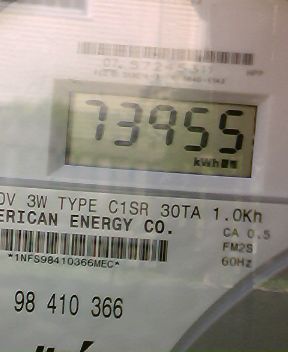 73955
kWh
0V 3W TYPE C1SR 30TA 1.0Kh
ERICAN ENERGY CO.
CA 0.5
FM2S
*1NFS98410366MEC*
60Hz
98 410 366